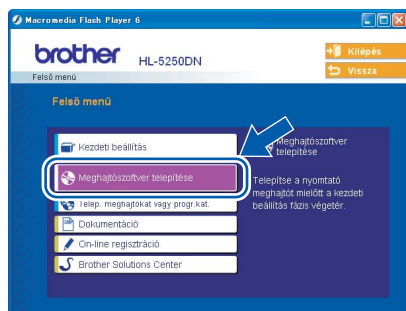 Macromedia Flash Player 6
brother
HL-5250DN
Kilépés
Vissza
Felső menü
Felső menü
Kezdeti beállítás
Meghajtószoftver telepítése
Telep. meghajtókat vagy progr.kat.
Dokumentáció
On-line regisztráció
Brother Solutions Center
Meghajtószoftver
telepítése
Telepítse a nyomtató
meghajtót mielőtt a kezdeti
beállítás fázis végetér.